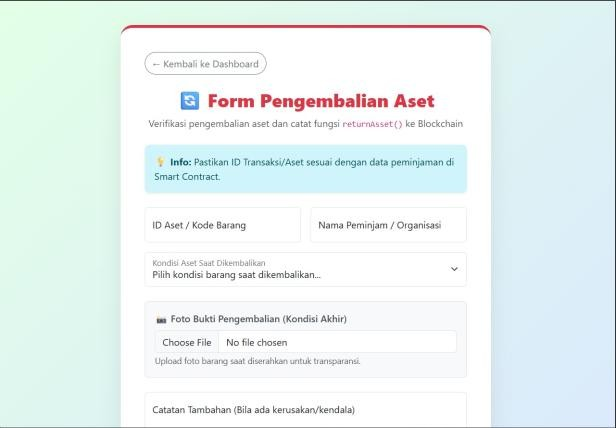 ← Kembali ke Dashboard
Form Pengembalian Aset
Verifikasi pengembalian aset dan catat fungsi returnAsset() ke Blockchain
Info: Pastikan ID Transaksi/Aset sesuai dengan data peminjaman di
Smart Contract.
ID Aset / Kode Barang
Nama Peminjam / Organisasi
Kondisi Aset Saat Dikembalikan
Pilih kondisi barang saat dikembalikan...
Foto Bukti Pengembalian (Kondisi Akhir)
Choose File No file chosen
Upload foto barang saat diserahkan untuk transparansi.
Catatan Tambahan (Bila ada kerusakan/kendala)